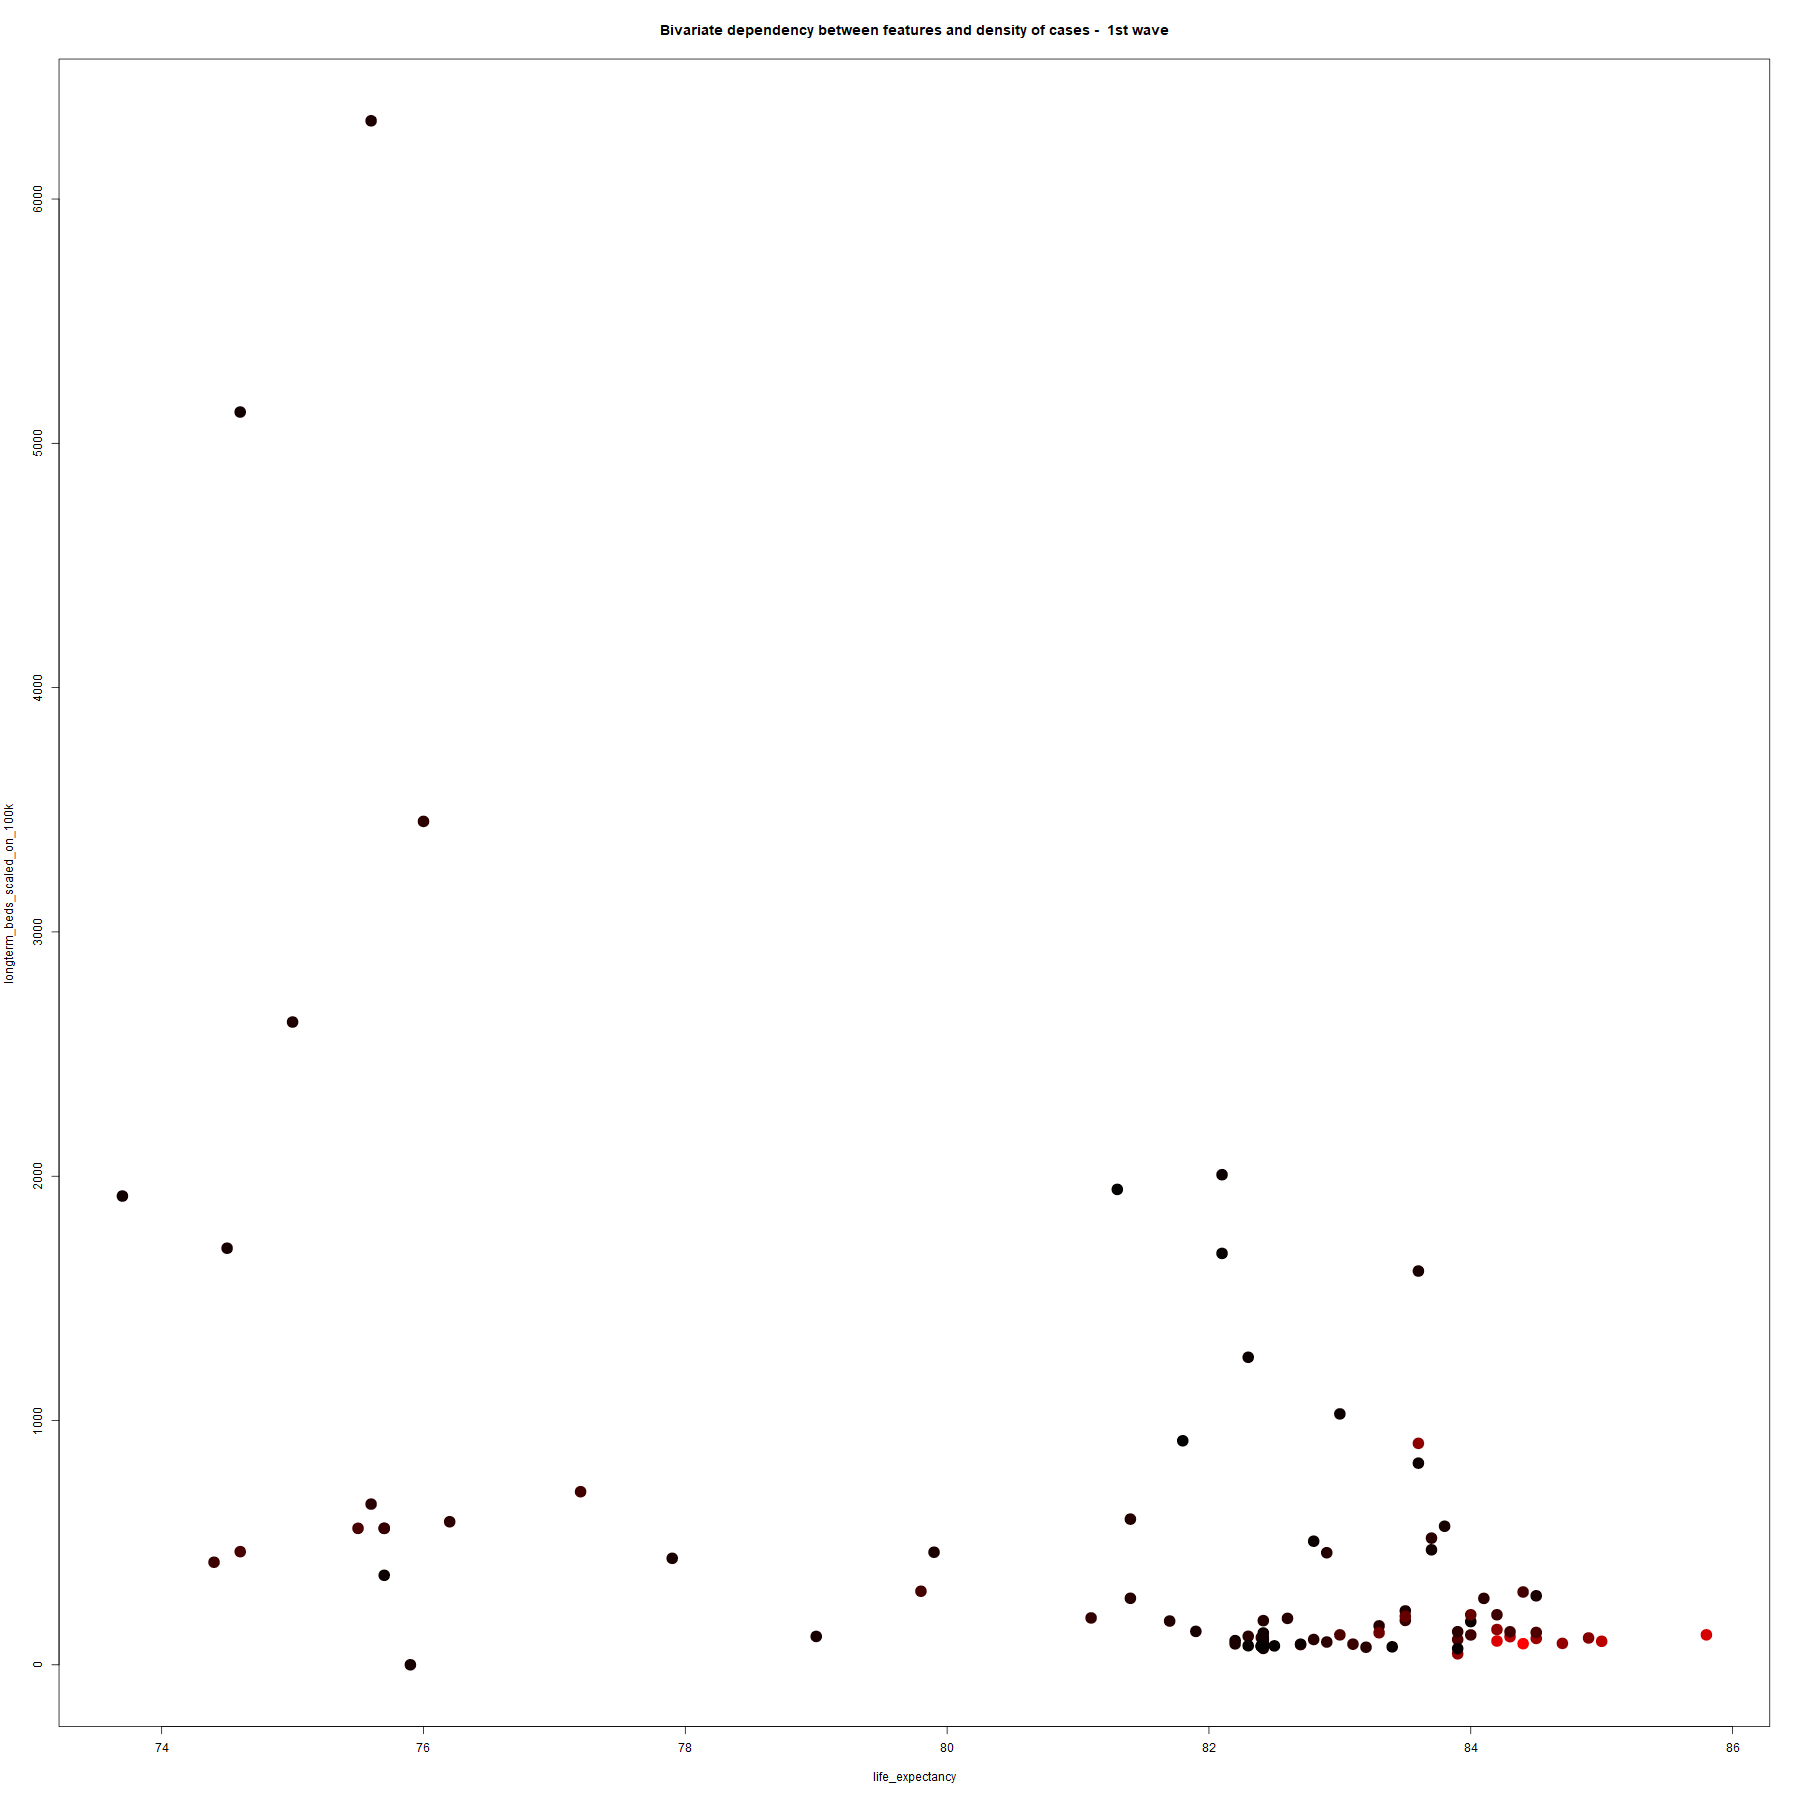 Bivariate dependency between features and density of cases -  1st wave
6000
5000
4000
3000
2000
1000
0
longterm_beds_scaled_on_100k
74 76 78 80 82 84 86
life_expectancy